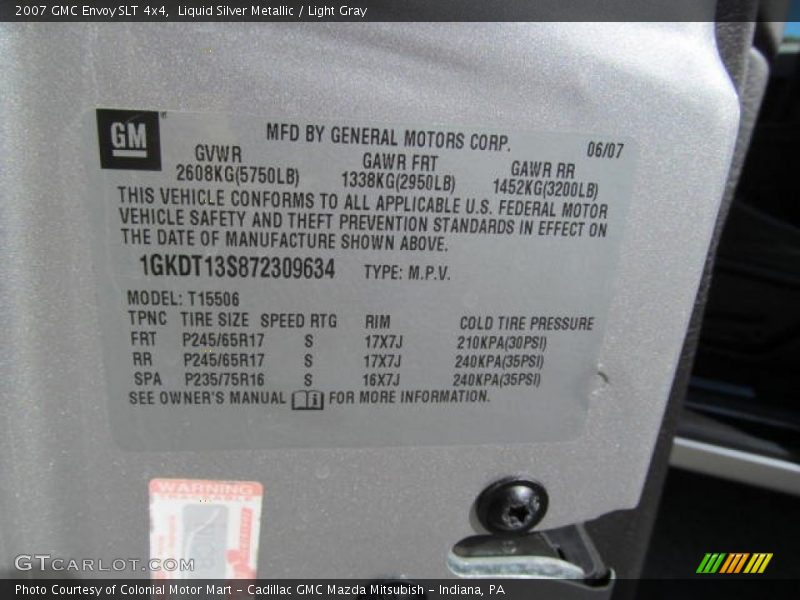 2007 GMC Envoy SLT 4x4,  Liquid Silver Metallic / Light Gray
GM
MFD BY GENERAL MOTORS CORP.
06/07
GVWR
GAWR FRT
GAWR RR
2608KG(5750LB)
1338KG(2950LB)
1452KG(3200LB)
THIS VEHICLE CONFORMS TO ALL APPLICABLE U.S. FEDERAL MOTOR
VEHICLE SAFETY AND THEFT PREVENTION STANDARDS IN EFFECT ON
THE DATE OF MANUFACTURE SHOWN ABOVE.
1GKDT13S872309634 TYPE: M.P.V.
MODEL: T15506
TPNC TIRE SIZE SPEED RTG RIM COLD TIRE PRESSURE
FRT P245/65R17 S 17X7J 210KPA(30PSI)
RR P245/65R17 S 17X7J 240KPA(35PSI)
SPA P235/75R16 S 16X7J 240KPA(35PSI)
SEE OWNER'S MANUAL FOR MORE INFORMATION.
WARNING
TRACEABLE
GTCarLot.com
Photo Courtesy of Colonial Motor Mart - Cadillac GMC Mazda Mitsubish - Indiana, PA